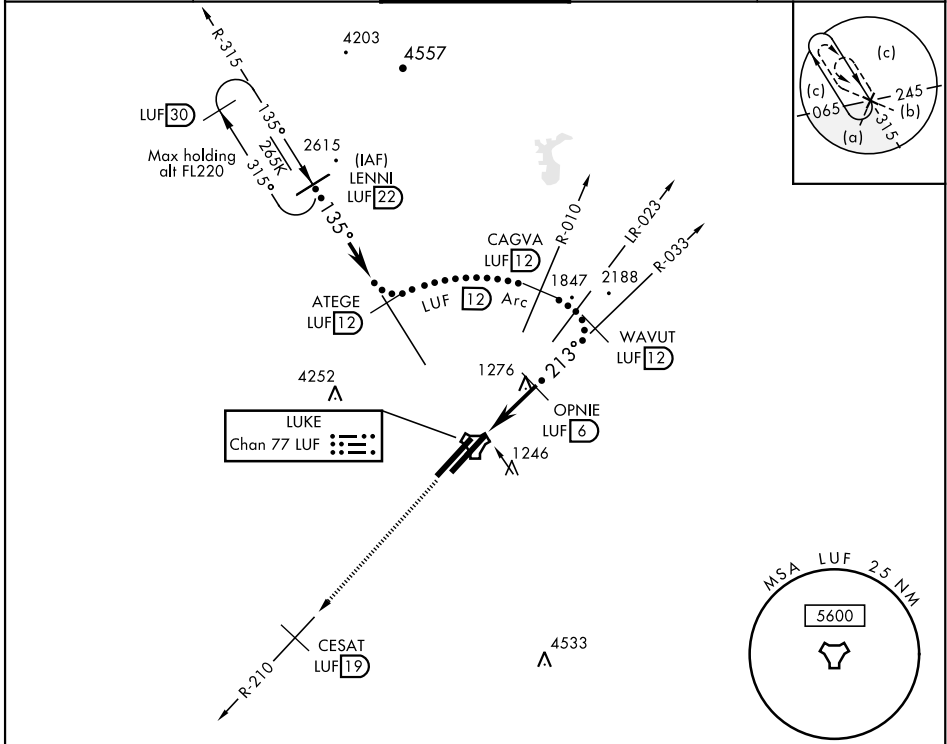 R-315
4203
4557
LUF 30
135°
265K
315°
Max holding
alt FL220
2615
(IAF)
LENNI
LUF 22
135°
(c)
(c)
245
065
(b)
(a)
315
R-010
LR-023
R-033
CAGVA
LUF 12
1847
2188
ATEGE
LUF 12
LUF 12 Arc
WAVUT
LUF 12
213°
1276
4252
OPNIE
LUF 6
LUKE
Chan 77 LUF
1246
CESAT
LUF 19
R-210
4533
MSA LUF 25 NM
5600